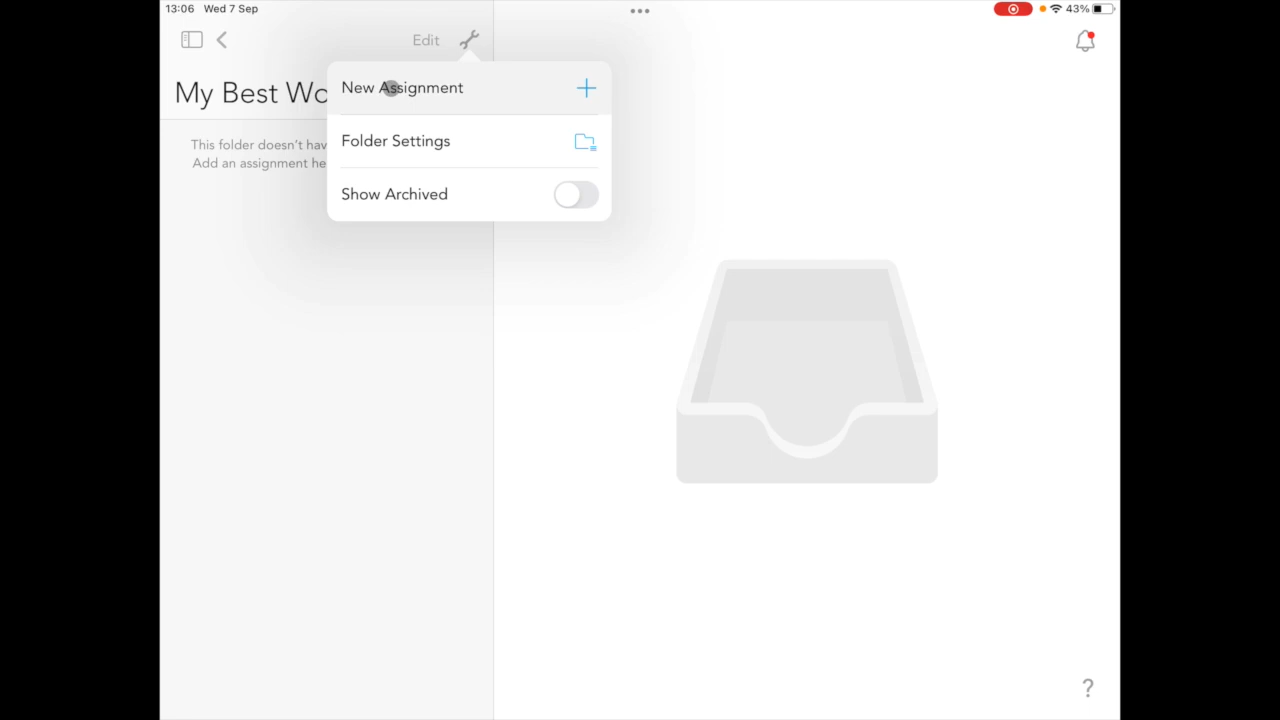 13:06 Wed 7 Sep
43%
Edit
My Best Wo
New Assignment
This folder doesn't hav
Add an assignment he
Folder Settings
Show Archived
?